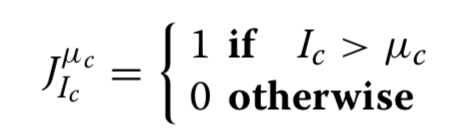 J_{I_c}^{μ_c} = { 1 if I_c > μ_c
0 otherwise